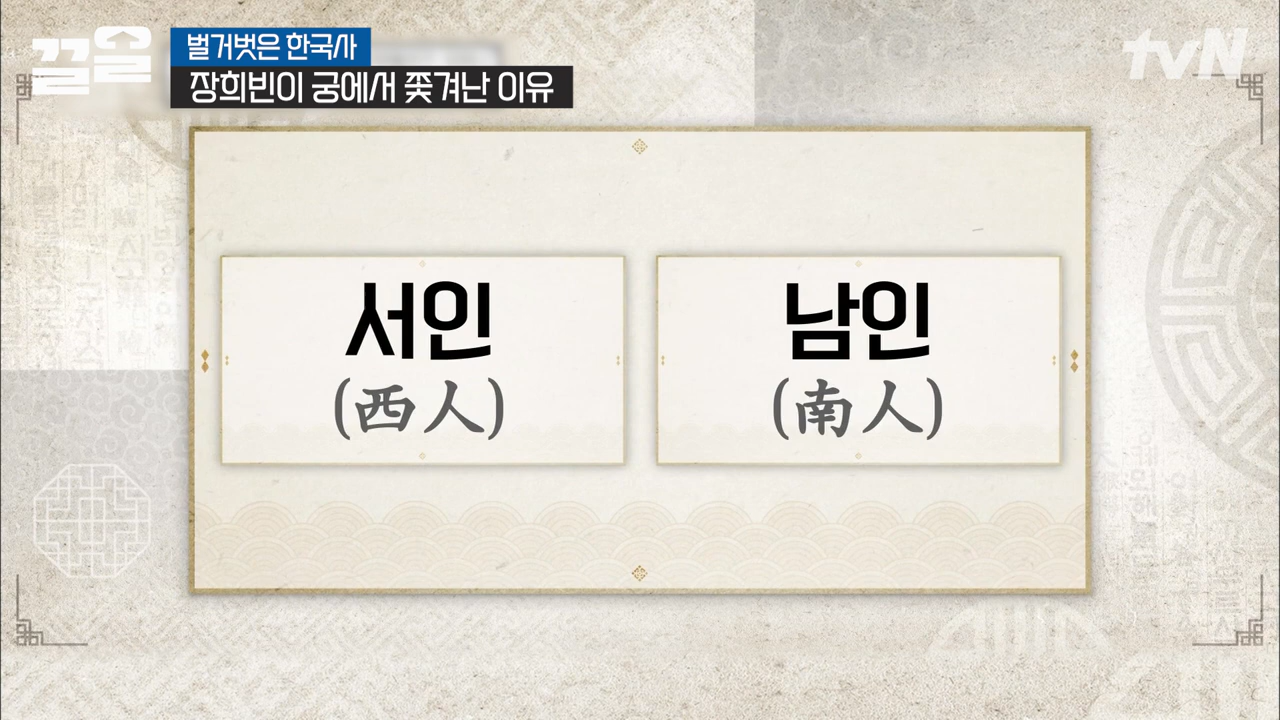 끌올
벌거벗은 한국사
tvN
장희빈이 궁에서 쫓겨난 이유
서인
(西人)
남인
(南人)